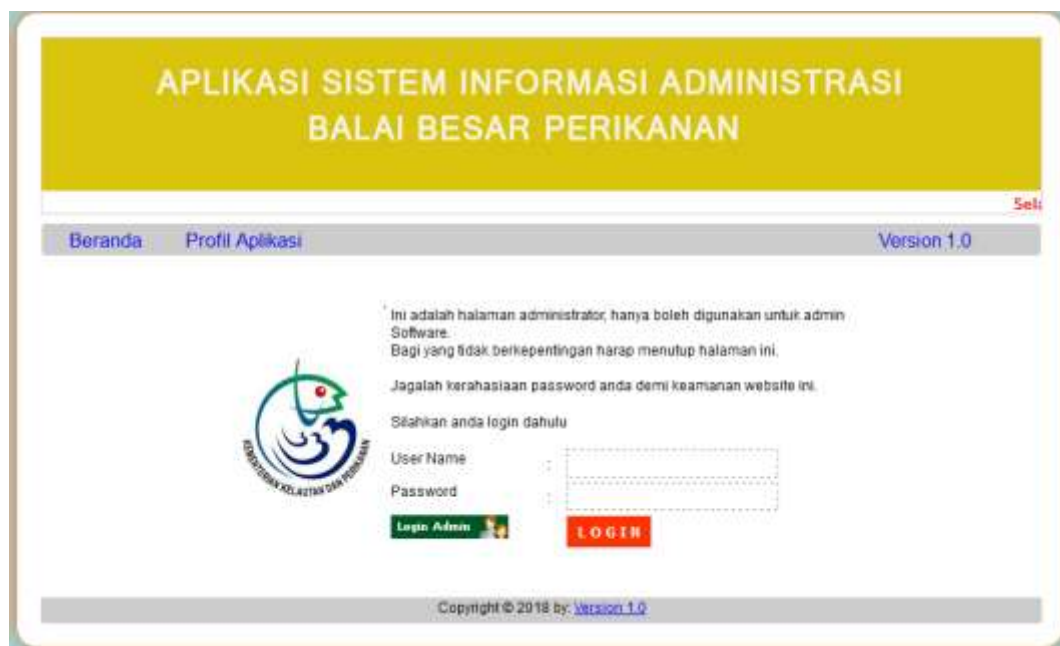 APLIKASI SISTEM INFORMASI ADMINISTRASI
BALAI BESAR PERIKANAN
Sela
Beranda Profil Aplikasi Version 1.0
Ini adalah halaman administrator, hanya boleh digunakan untuk admin
Software.
Bagi yang tidak berkepentingan harap menutup halaman ini.
Jagalah kerahasiaan password anda demi keamanan website ini.
Silahkan anda login dahulu
KEMENTERIAN KELAUTAN DAN PERIKANAN
User Name :
Password :
Login Admin LOGIN
Copyright © 2018 by: Version 1.0